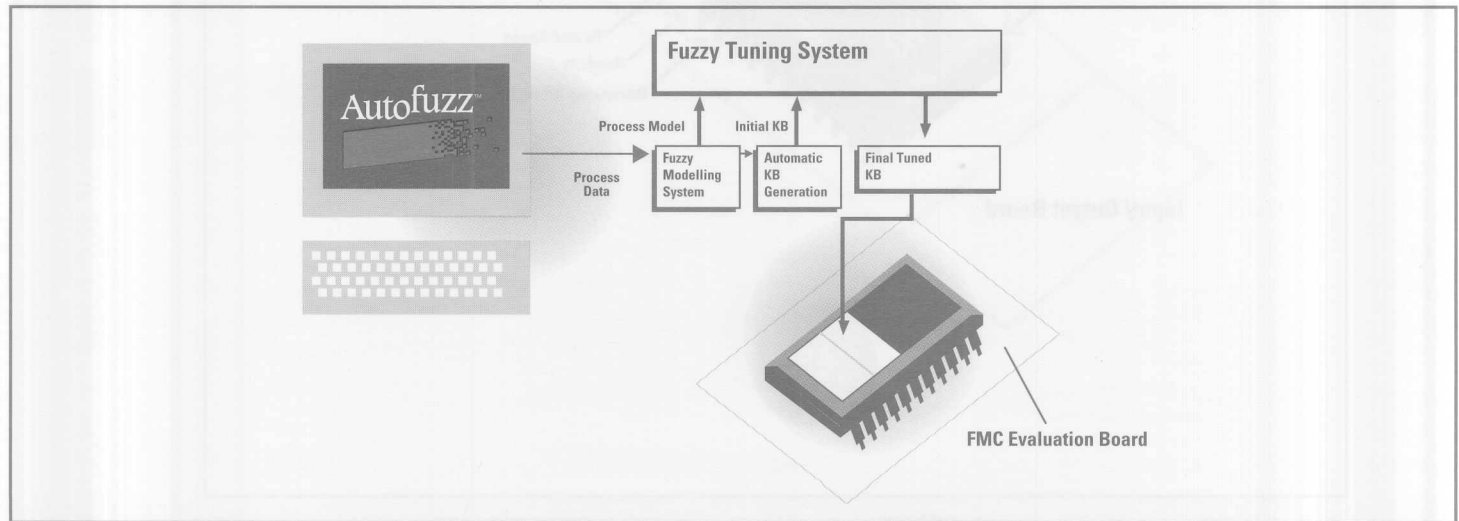 Fuzzy Tuning System
Autofuzz™
Process Model
Initial KB
Process
Data
Fuzzy
Modelling
System
Automatic
KB
Generation
Final Tuned
KB
FMC Evaluation Board